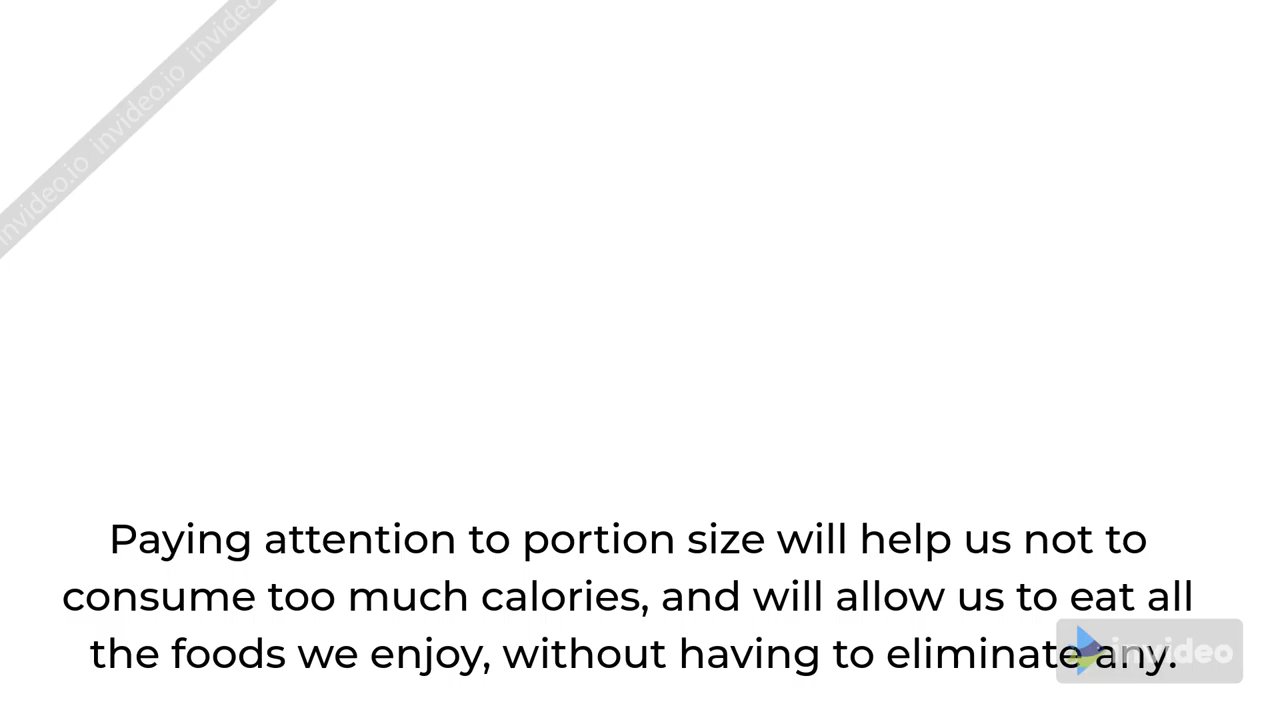 invideo.io invideo.io invideo
Paying attention to portion size will help us not to
consume too much calories, and will allow us to eat all
the foods we enjoy, without having to eliminate any.
invideo